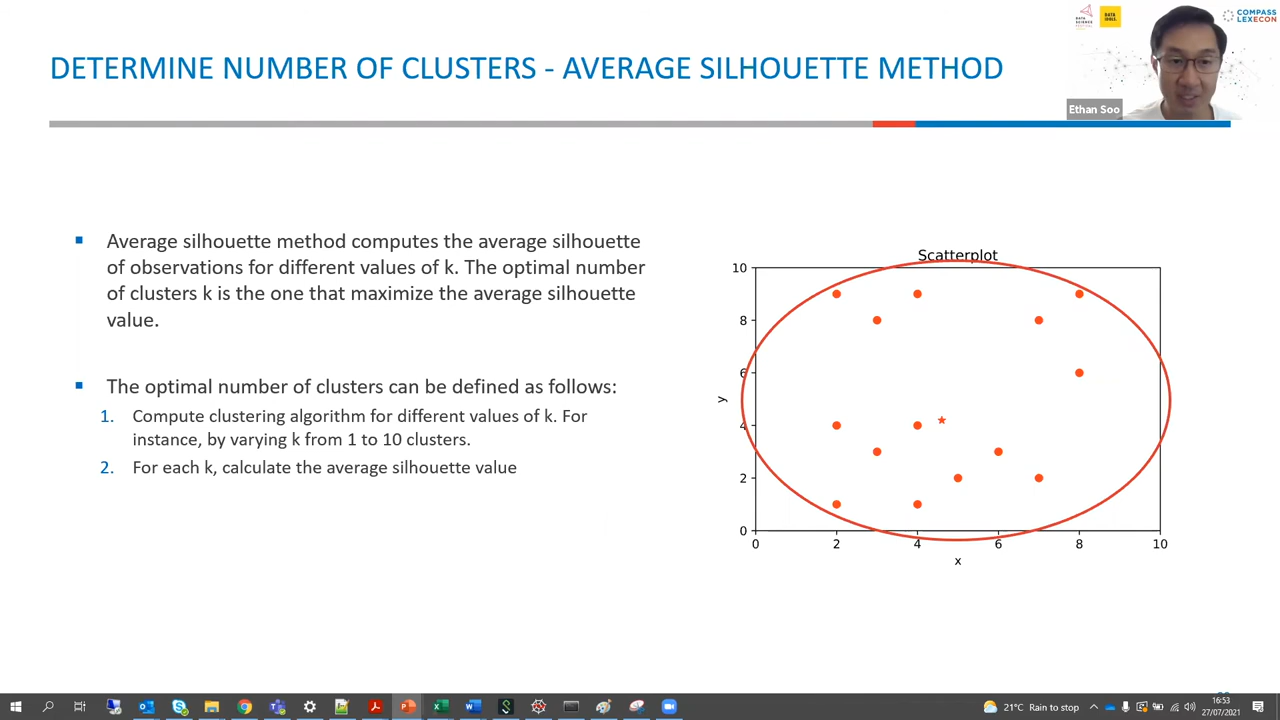 DATA SCIENCE FESTIVAL
DATA IDOLS.
COMPASS
LEXECON
DETERMINE NUMBER OF CLUSTERS - AVERAGE SILHOUETTE METHOD
Ethan Soo
Average silhouette method computes the average silhouette
of observations for different values of k. The optimal number
of clusters k is the one that maximize the average silhouette
value.
The optimal number of clusters can be defined as follows:
1. Compute clustering algorithm for different values of k. For
instance, by varying k from 1 to 10 clusters.
2. For each k, calculate the average silhouette value
Scatterplot
10
8
6
4
2
0
y
0 2 4 6 8 10
x
21°C Rain to stop
16:53
27/07/2021